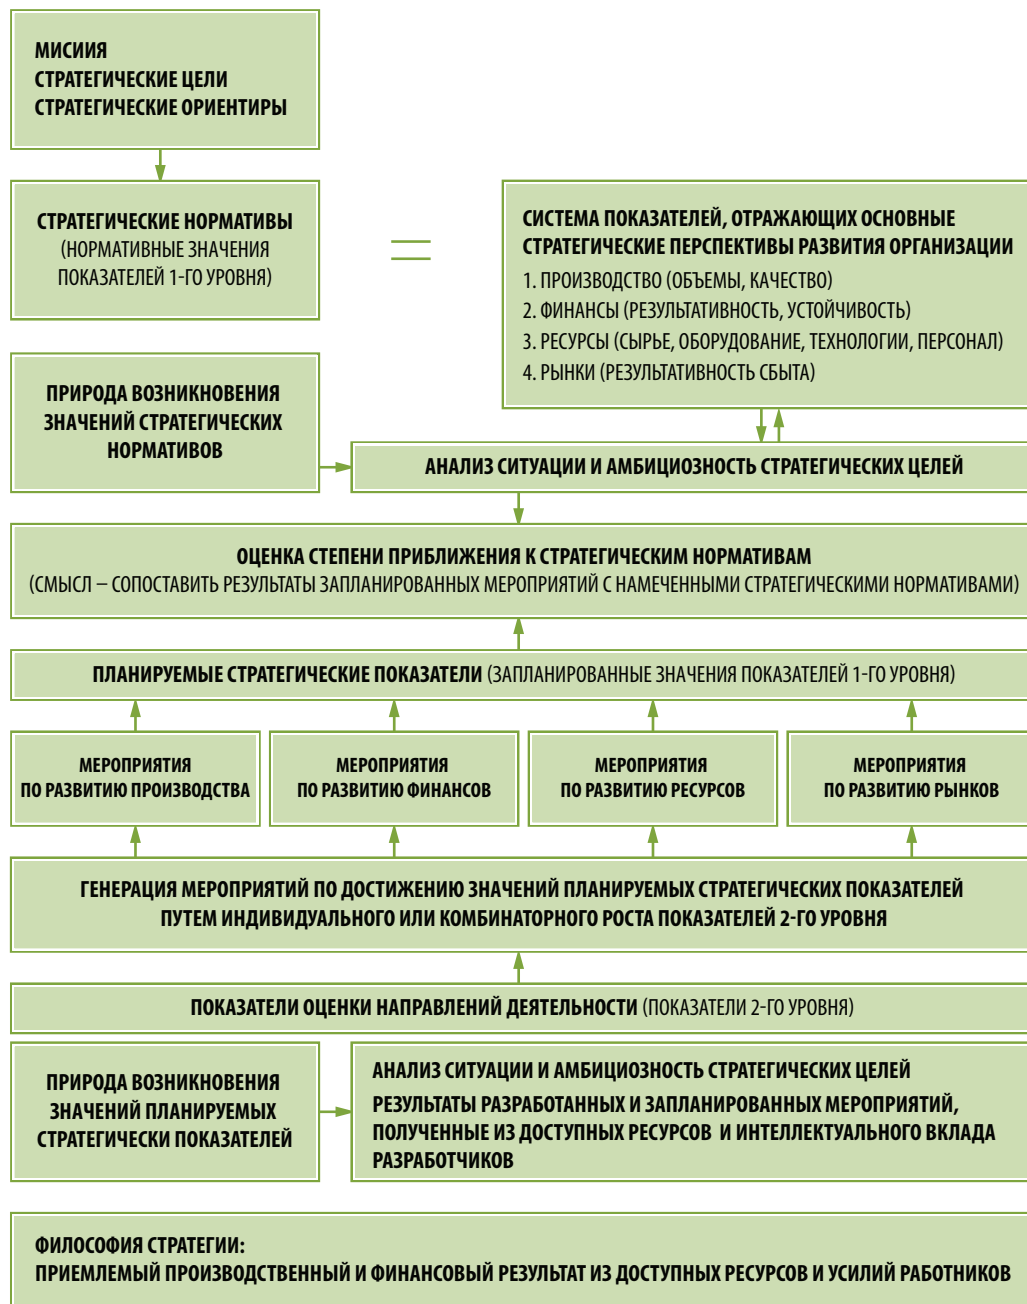 МИСИИЯ
СТРАТЕГИЧЕСКИЕ ЦЕЛИ
СТРАТЕГИЧЕСКИЕ ОРИЕНТИРЫ
СТРАТЕГИЧЕСКИЕ НОРМАТИВЫ
(НОРМАТИВНЫЕ ЗНАЧЕНИЯ
ПОКАЗАТЕЛЕЙ 1-ГО УРОВНЯ)
=
СИСТЕМА ПОКАЗАТЕЛЕЙ, ОТРАЖАЮЩИХ ОСНОВНЫЕ
СТРАТЕГИЧЕСКИЕ ПЕРСПЕКТИВЫ РАЗВИТИЯ ОРГАНИЗАЦИИ
1. ПРОИЗВОДСТВО (ОБЪЕМЫ, КАЧЕСТВО)
2. ФИНАНСЫ (РЕЗУЛЬТАТИВНОСТЬ, УСТОЙЧИВОСТЬ)
3. РЕСУРСЫ (СЫРЬЕ, ОБОРУДОВАНИЕ, ТЕХНОЛОГИИ, ПЕРСОНАЛ)
4. РЫНКИ (РЕЗУЛЬТАТИВНОСТЬ СБЫТА)
ПРИРОДА ВОЗНИКНОВЕНИЯ
ЗНАЧЕНИЙ СТРАТЕГИЧЕСКИХ
НОРМАТИВОВ
АНАЛИЗ СИТУАЦИИ И АМБИЦИОЗНОСТЬ СТРАТЕГИЧЕСКИХ ЦЕЛЕЙ
ОЦЕНКА СТЕПЕНИ ПРИБЛИЖЕНИЯ К СТРАТЕГИЧЕСКИМ НОРМАТИВАМ
(СМЫСЛ – СОПОСТАВИТЬ РЕЗУЛЬТАТЫ ЗАПЛАНИРОВАННЫХ МЕРОПРИЯТИЙ С НАМЕЧЕННЫМИ СТРАТЕГИЧЕСКИМИ НОРМАТИВАМИ)
ПЛАНИРУЕМЫЕ СТРАТЕГИЧЕСКИЕ ПОКАЗАТЕЛИ (ЗАПЛАНИРОВАННЫЕ ЗНАЧЕНИЯ ПОКАЗАТЕЛЕЙ 1-ГО УРОВНЯ)
МЕРОПРИЯТИЯ
ПО РАЗВИТИЮ ПРОИЗВОДСТВА
МЕРОПРИЯТИЯ
ПО РАЗВИТИЮ ФИНАНСОВ
МЕРОПРИЯТИЯ
ПО РАЗВИТИЮ РЕСУРСОВ
МЕРОПРИЯТИЯ
ПО РАЗВИТИЮ РЫНКОВ
ГЕНЕРАЦИЯ МЕРОПРИЯТИЙ ПО ДОСТИЖЕНИЮ ЗНАЧЕНИЙ ПЛАНИРУЕМЫХ СТРАТЕГИЧЕСКИХ ПОКАЗАТЕЛЕЙ
ПУТЕМ ИНДИВИДУАЛЬНОГО ИЛИ КОМБИНАТОРНОГО РОСТА ПОКАЗАТЕЛЕЙ 2-ГО УРОВНЯ
ПОКАЗАТЕЛИ ОЦЕНКИ НАПРАВЛЕНИЙ ДЕЯТЕЛЬНОСТИ (ПОКАЗАТЕЛИ 2-ГО УРОВНЯ)
ПРИРОДА ВОЗНИКНОВЕНИЯ
ЗНАЧЕНИЙ ПЛАНИРУЕМЫХ
СТРАТЕГИЧЕСКИ ПОКАЗАТЕЛЕЙ
АНАЛИЗ СИТУАЦИИ И АМБИЦИОЗНОСТЬ СТРАТЕГИЧЕСКИХ ЦЕЛЕЙ
РЕЗУЛЬТАТЫ РАЗРАБОТАННЫХ И ЗАПЛАНИРОВАННЫХ МЕРОПРИЯТИЙ,
ПОЛУЧЕННЫЕ ИЗ ДОСТУПНЫХ РЕСУРСОВ И ИНТЕЛЛЕКТУАЛЬНОГО ВКЛАДА
РАЗРАБОТЧИКОВ
ФИЛОСОФИЯ СТРАТЕГИИ:
ПРИЕМЛЕМЫЙ ПРОИЗВОДСТВЕННЫЙ И ФИНАНСОВЫЙ РЕЗУЛЬТАТ ИЗ ДОСТУПНЫХ РЕСУРСОВ И УСИЛИЙ РАБОТНИКОВ